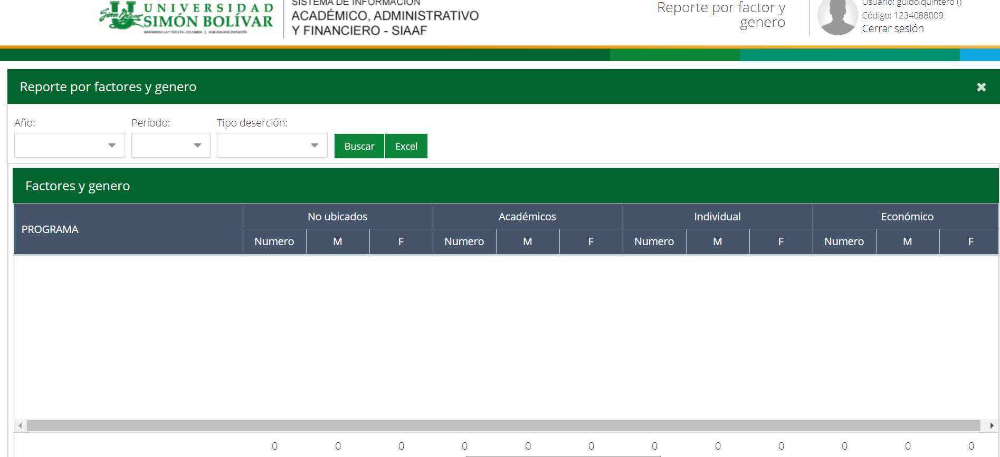 UNIVERSIDAD
SIMÓN BOLÍVAR
BARRANQUILLA Y CÚCUTA - COLOMBIA | VIGILADA MINEDUCACIÓN
SISTEMA DE INFORMACIÓN
ACADÉMICO, ADMINISTRATIVO
Y FINANCIERO - SIAAF
Reporte por factor y
genero
Usuario: guido.quintero ()
Código: 1234088009
Cerrar sesión
Reporte por factores y genero
Año:
Período:
Tipo deserción:
Buscar
Excel
Factores y genero
PROGRAMA
No ubicados
Académicos
Individual
Económico
Numero M F Numero M F Numero M F Numero M F
0 0 0 0 0 0 0 0 0 0 0 0